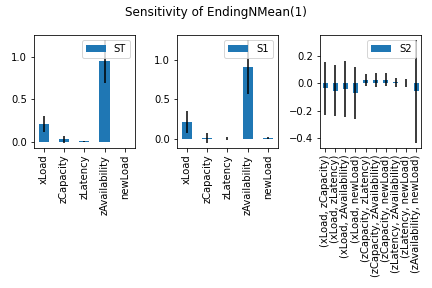 Sensitivity of EndingNMean(1)
ST
1.0
0.5
0.0
xLoad
zCapacity
zLatency
zAvailability
newLoad
S1
1.0
0.5
0.0
xLoad
zCapacity
zLatency
zAvailability
newLoad
S2
0.2
0.0
−0.2
−0.4
(xLoad, zCapacity)
(xLoad, zLatency)
(xLoad, zAvailability)
(xLoad, newLoad)
(zCapacity, zLatency)
(zCapacity, zAvailability)
(zCapacity, newLoad)
(zLatency, zAvailability)
(zLatency, newLoad)
(zAvailability, newLoad)